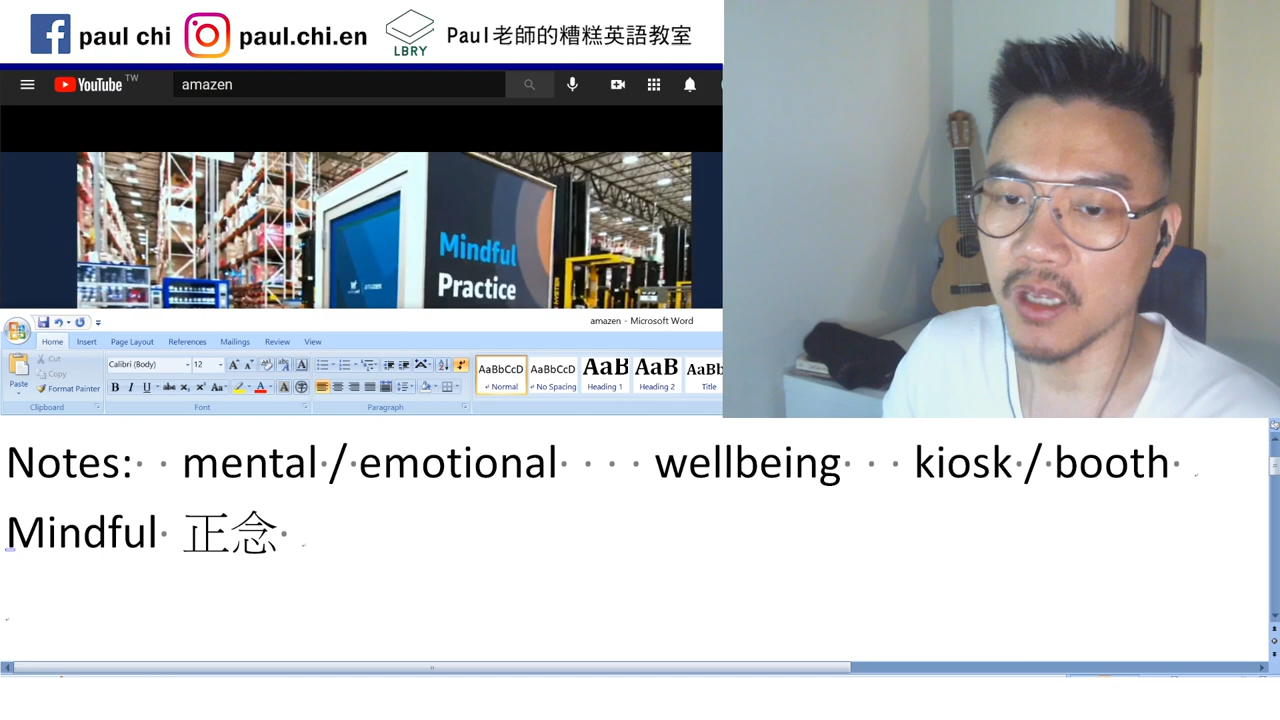 paul chi paul.chi.en LBRY Paul老師的糟糕英語教室
YouTube TW amazen
Mindful
Practice
amazen - Microsoft Word
Home Insert Page Layout References Mailings Review View
Paste Cut Copy Format Painter
Calibri (Body) 12
AaBbCcD AaBbCcD AaB AaB AaBb
Normal No Spacing Heading 1 Heading 2 Title
Clipboard Font Paragraph
Notes: mental / emotional wellbeing kiosk / booth
Mindful 正念